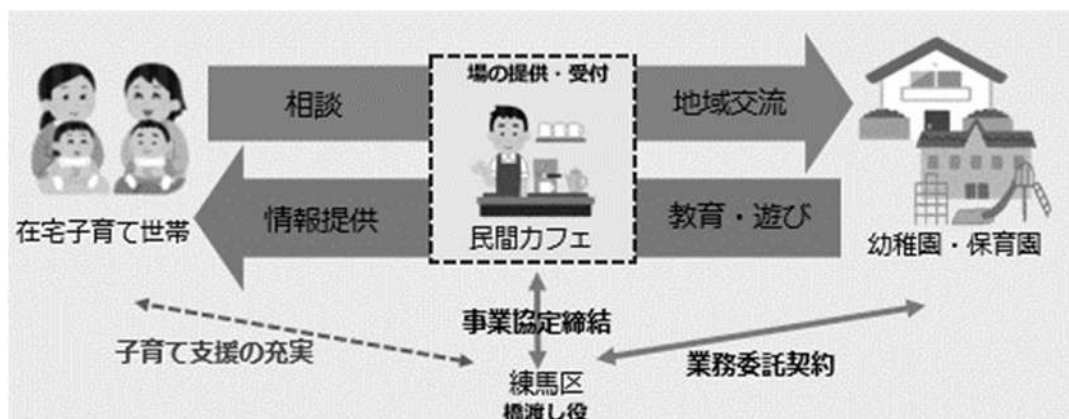 場の提供・受付
相談
地域交流
情報提供
教育・遊び
在宅子育て世帯
民間カフェ
幼稚園・保育園
事業協定締結
子育て支援の充実
業務委託契約
練馬区
橋渡し役